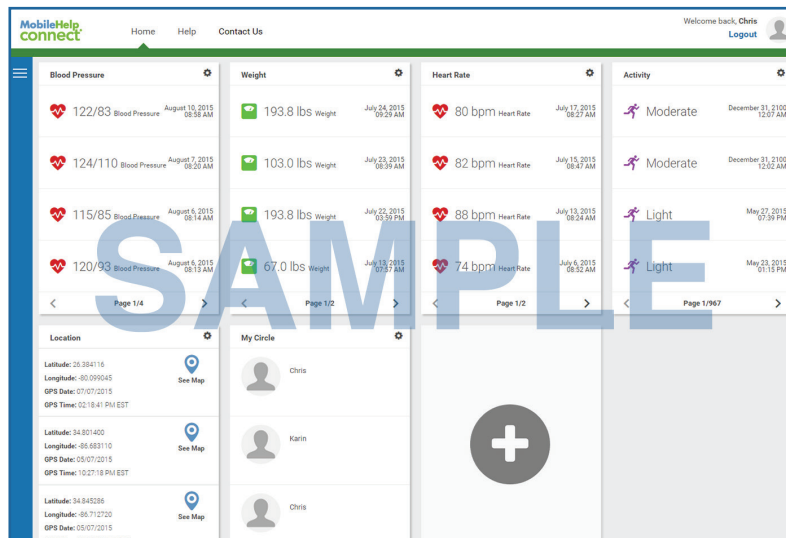 MobileHelp
connect
Home Help Contact Us
Welcome back, Chris
Logout
Blood Pressure
122/83 Blood Pressure August 10, 2015
08:58 AM
124/110 Blood Pressure August 7, 2015
08:20 AM
115/85 Blood Pressure August 6, 2015
08:14 AM
120/93 Blood Pressure August 6, 2015
08:13 AM
Page 1/4
Weight
193.8 lbs Weight July 24, 2015
09:29 AM
103.0 lbs Weight July 23, 2015
08:39 AM
193.8 lbs Weight July 22, 2015
03:59 PM
67.0 lbs Weight July 13, 2015
07:57 AM
Page 1/2
Heart Rate
80 bpm Heart Rate July 17, 2015
08:27 AM
82 bpm Heart Rate July 15, 2015
08:47 AM
88 bpm Heart Rate July 13, 2015
08:24 AM
74 bpm Heart Rate July 6, 2015
08:52 AM
Page 1/2
Activity
Moderate December 31, 2100
12:07 AM
Moderate December 31, 2100
12:02 AM
Light May 27, 2015
07:39 PM
Light May 23, 2015
01:15 PM
Page 1/967
SAMPLE
Location
Latitude: 26.384116
Longitude: -80.099045
See Map
GPS Date: 07/07/2015
GPS Time: 02:18:41 PM EST
Latitude: 34.801400
Longitude: -86.683110
See Map
GPS Date: 05/07/2015
GPS Time: 10:27:18 PM EST
Latitude: 34.845286
Longitude: -86.712720
See Map
GPS Date: 05/07/2015
My Circle
Chris
Karin
Chris